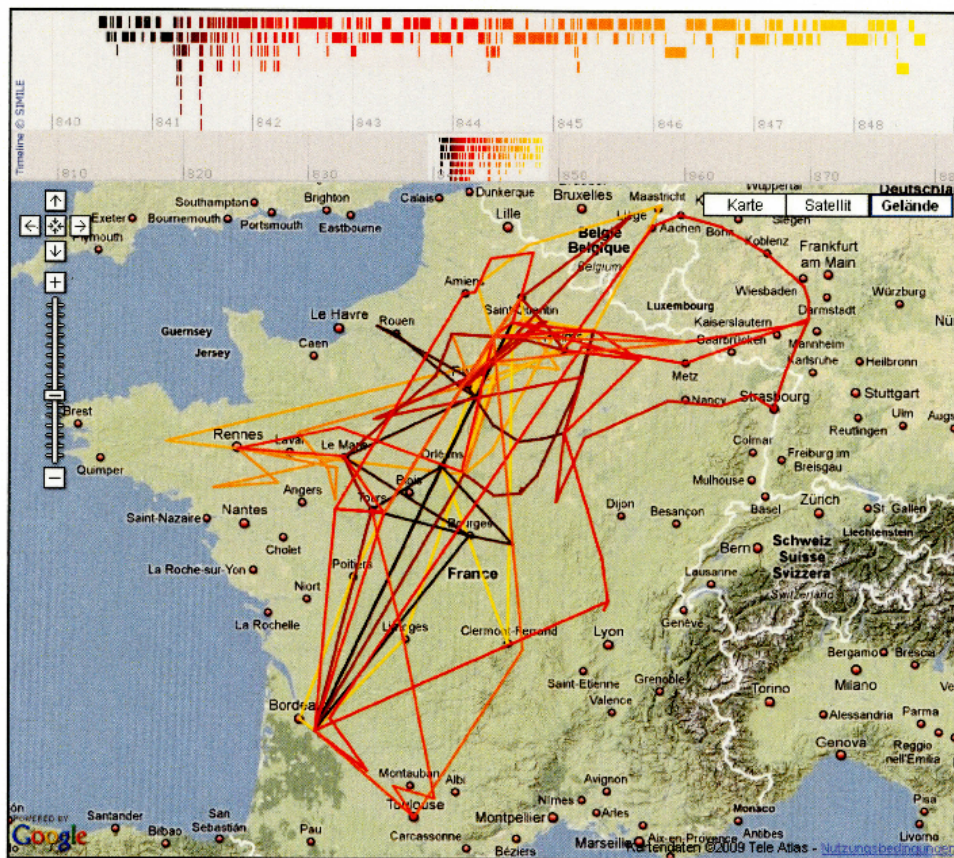 Timeline © SIMILE
840 841 842 843 844 845 846 847 848
810 820 830 850 860 870
Deutschla
Karte Satellit Gelände
Southampton Brighton Calais Dunkerque Bruxelles Maastricht Wuppertal
Exeter Bournemouth Portsmouth Eastbourne Lille Siegen
Plymouth België Aachen Bonn Koblenz
Belgique Frankfurt
Belgium am Main
Amiens Wiesbaden Würzburg
Saint-Quentin Luxembourg Darmstadt
Guernsey Le Havre Rouen Kaiserslautern
Jersey Caen Saarbrücken Mannheim
Karlsruhe Heilbronn
Metz
Brest Nancy Strasbourg Stuttgart
Reutlingen Ulm Augs
Rennes Laval Le Mans Orléans Colmar
Quimper Freiburg im
Breisgau
Blois Mulhouse
Angers Tours Dijon Basel Zürich St. Gallen
Saint-Nazaire Nantes Besançon
Cholet Bourges Bern Schweiz Liechtenstein
Suisse
La Roche-sur-Yon Poitiers France Lausanne Svizzera
Switzerland
Niort Genève
La Rochelle
Limoges Clermont-Ferrand Lyon Bergamo Brescia
Saint-Etienne Grenoble Torino Milano
Valence
Bordea Alessandria Parma
Genova Reggio
nell'Emilia
Montauban Albi Avignon
Toulouse Nîmes Arles Monaco Pisa
Santander San
Sebastián Montpellier Antibes Livorno
Bilbao Pau Carcassonne Béziers Marseille Aix-en-Provence
POWERED BY
Google
Kartendaten ©2009 Tele Atlas - Nutzungsbedingungen